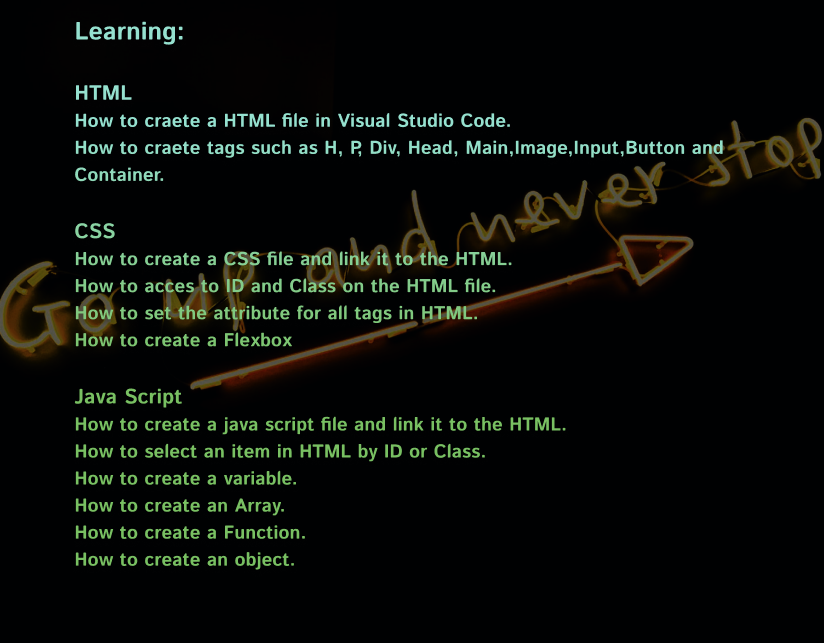 Learning:
HTML
How to craete a HTML file in Visual Studio Code.
How to craete tags such as H, P, Div, Head, Main,Image,Input,Button and
Container.
CSS
How to create a CSS file and link it to the HTML.
How to acces to ID and Class on the HTML file.
How to set the attribute for all tags in HTML.
How to create a Flexbox
Java Script
How to create a java script file and link it to the HTML.
How to select an item in HTML by ID or Class.
How to create a variable.
How to create an Array.
How to create a Function.
How to create an object.
Go up and never stop